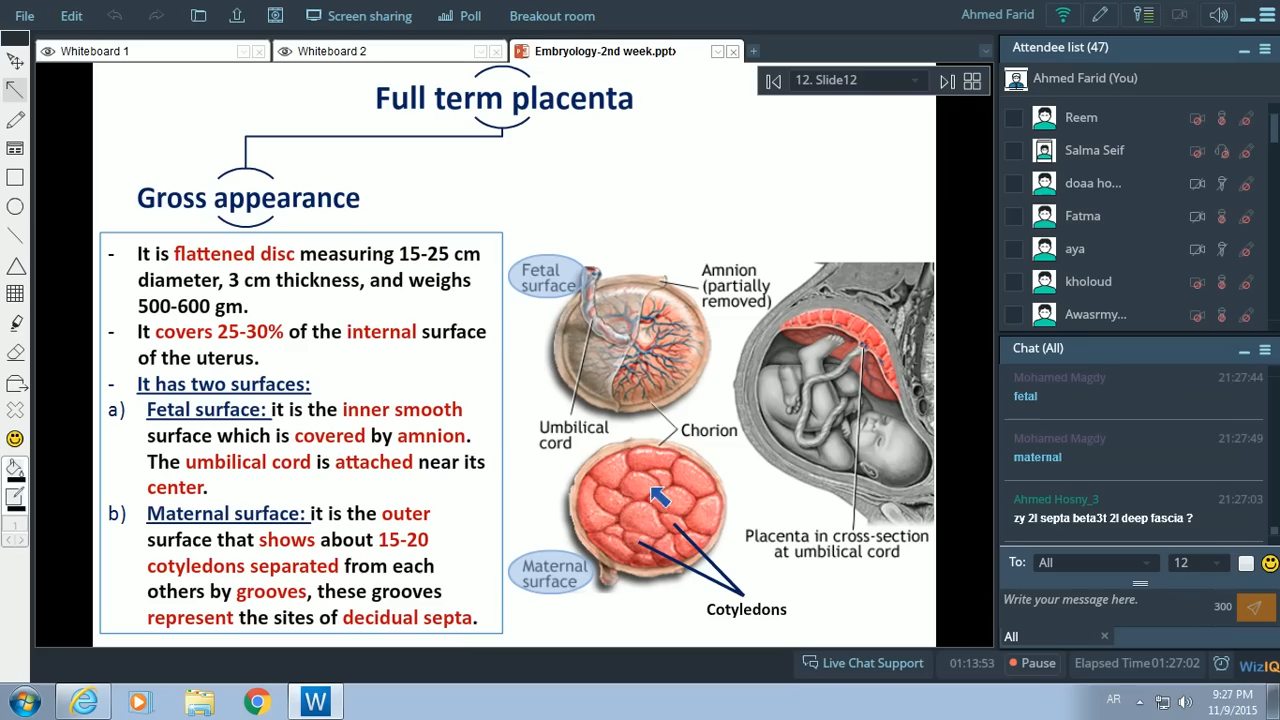 File
Edit
Screen sharing
Poll
Breakout room
Ahmed Farid
Whiteboard 1
Whiteboard 2
Embryology-2nd week.ppt
12. Slide12
Full term placenta
Gross appearance
- It is flattened disc measuring 15-25 cm
diameter, 3 cm thickness, and weighs
500-600 gm.
- It covers 25-30% of the internal surface
of the uterus.
- It has two surfaces:
a) Fetal surface: it is the inner smooth
surface which is covered by amnion.
The umbilical cord is attached near its
center.
b) Maternal surface: it is the outer
surface that shows about 15-20
cotyledons separated from each
others by grooves, these grooves
represent the sites of decidual septa.
Fetal
surface
Amnion
(partially
removed)
Umbilical
cord
Chorion
Maternal
surface
Cotyledons
Placenta in cross-section
at umbilical cord
Attendee list (47)
Ahmed Farid (You)
Reem
Salma Seif
doaa ho...
Fatma
aya
kholoud
Awasrmy...
Chat (All)
Mohamed Magdy 21:27:44
fetal
Mohamed Magdy 21:27:49
maternal
Ahmed Hosny_3 21:27:03
zy 2l septa beta3t 2l deep fascia ?
To: All 12
Write your message here. 300
All
Live Chat Support
01:13:53
Pause
Elapsed Time 01:27:02
WizIQ
W
AR
9:27 PM
11/9/2015
1